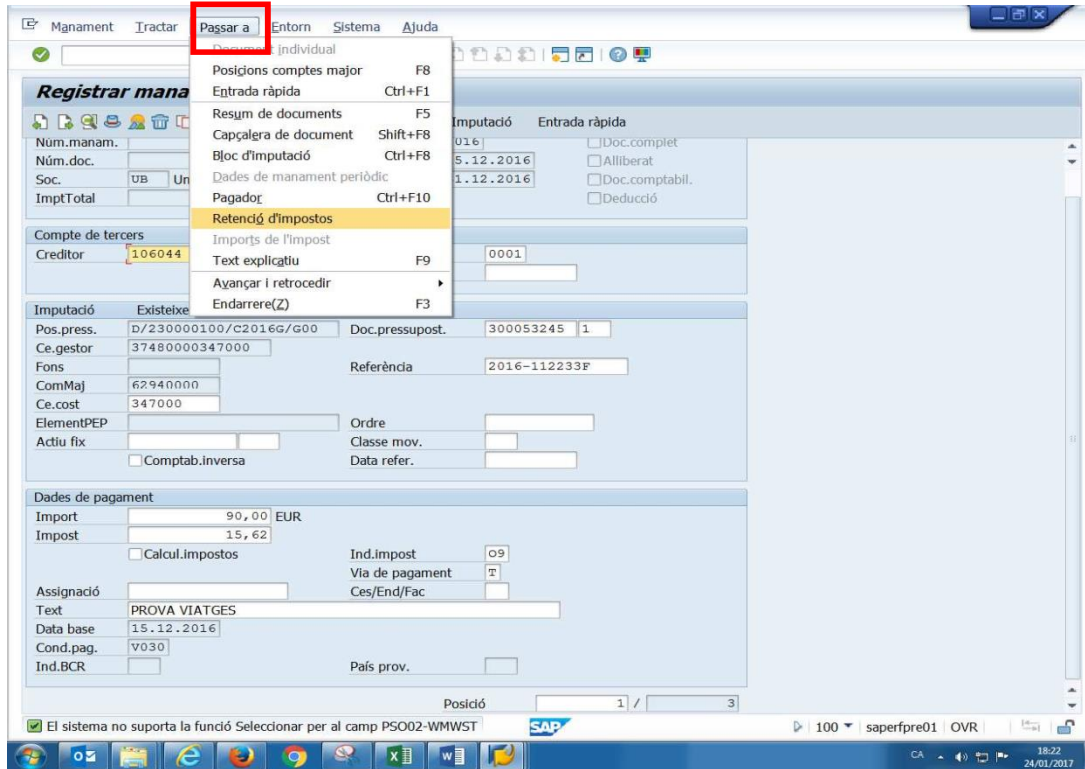 Manament Tractar Passar a Entorn Sistema Ajuda
Document individual
Posicions comptes major F8
Registrar mana
Entrada ràpida Ctrl+F1
Resum de documents F5
Imputació Entrada ràpida
Capçalera de document Shift+F8
Bloc d'imputació Ctrl+F8
Dades de manament periòdic
Pagador Ctrl+F10
Retenció d'impostos
Imports de l'impost
Text explicatiu F9
Avançar i retrocedir
Endarrere(Z) F3
Núm.manam. 016 Doc.complet
Núm.doc. 5.12.2016 Alliberat
Soc. UB Un 1.12.2016 Doc.comptabil.
ImptTotal Deducció
Compte de tercers
Creditor 106044 0001
Imputació Existeixe
Pos.press. D/230000100/C2016G/G00 Doc.pressupost. 300053245 1
Ce.gestor 37480000347000
Fons Referència 2016-112233F
ComMaj 62940000
Ce.cost 347000
ElementPEP Ordre
Actiu fix Classe mov.
Comptab.inversa Data refer.
Dades de pagament
Import 90,00 EUR
Impost 15,62
Calcul.impostos Ind.impost O9
Via de pagament T
Assignació Ces/End/Fac
Text PROVA VIATGES
Data base 15.12.2016
Cond.pag. V030
Ind.BCR País prov.
Posició 1 / 3
El sistema no suporta la funció Seleccionar per al camp PSO02-WMWST SAP 100 saperfpre01 OVR
CA 18:22
24/01/2017